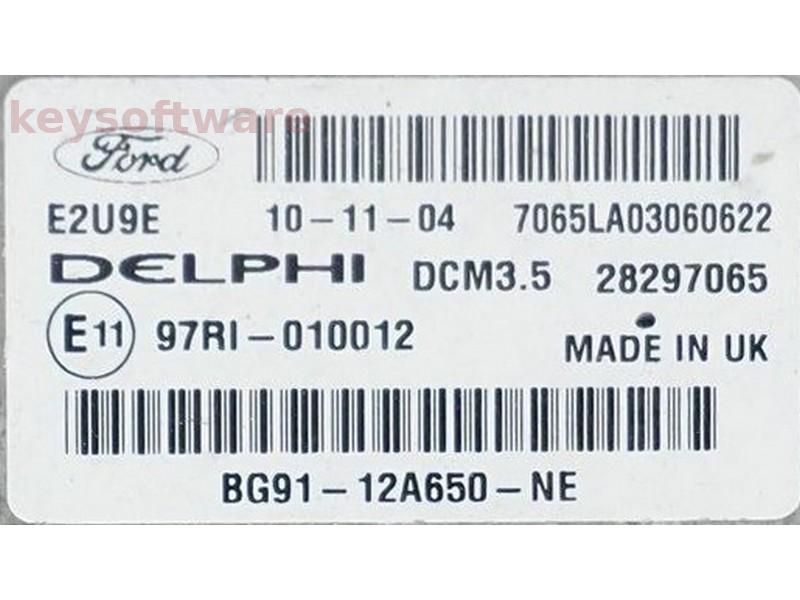 keysoftware
Ford
E2U9E 10-11-04 7065LA03060622
DELPHI DCM3.5 28297065
E11 97RI-010012 MADE IN UK
BG91-12A650-NE